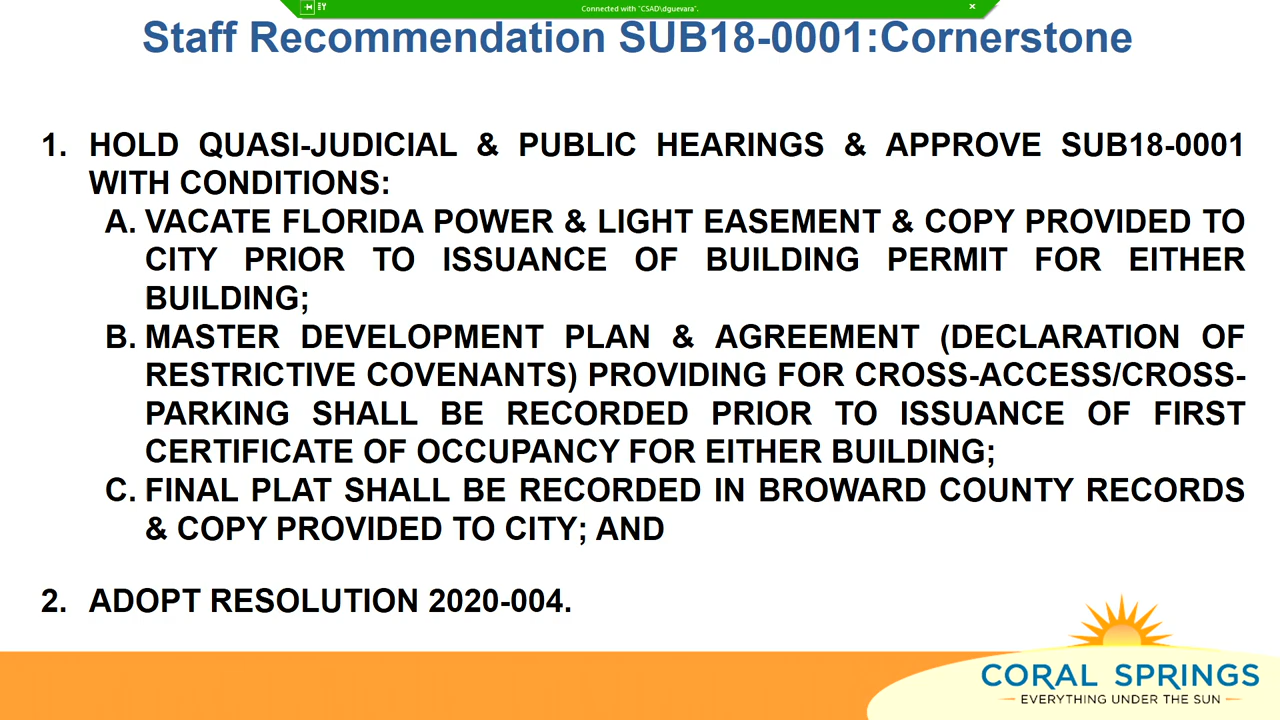 Connected with "CSAD\dguevara".
Staff Recommendation SUB18-0001:Cornerstone
1. HOLD QUASI-JUDICIAL & PUBLIC HEARINGS & APPROVE SUB18-0001
WITH CONDITIONS:
A. VACATE FLORIDA POWER & LIGHT EASEMENT & COPY PROVIDED TO
CITY PRIOR TO ISSUANCE OF BUILDING PERMIT FOR EITHER
BUILDING;
B. MASTER DEVELOPMENT PLAN & AGREEMENT (DECLARATION OF
RESTRICTIVE COVENANTS) PROVIDING FOR CROSS-ACCESS/CROSS-
PARKING SHALL BE RECORDED PRIOR TO ISSUANCE OF FIRST
CERTIFICATE OF OCCUPANCY FOR EITHER BUILDING;
C. FINAL PLAT SHALL BE RECORDED IN BROWARD COUNTY RECORDS
& COPY PROVIDED TO CITY; AND
2. ADOPT RESOLUTION 2020-004.
CORAL SPRINGS
EVERYTHING UNDER THE SUN